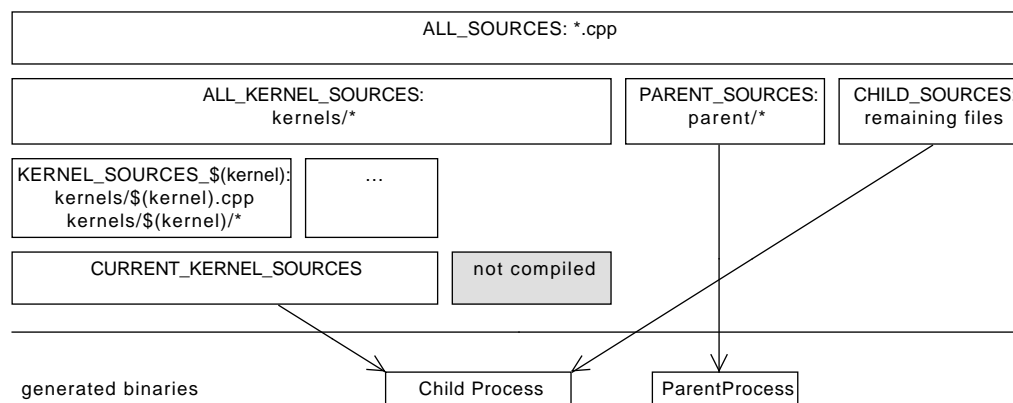 ALL_SOURCES: *.cpp
ALL_KERNEL_SOURCES:
kernels/*
PARENT_SOURCES:
parent/*
CHILD_SOURCES:
remaining files
KERNEL_SOURCES_$(kernel):
kernels/$(kernel).cpp
kernels/$(kernel)/*
...
CURRENT_KERNEL_SOURCES
not compiled
generated binaries
Child Process
ParentProcess